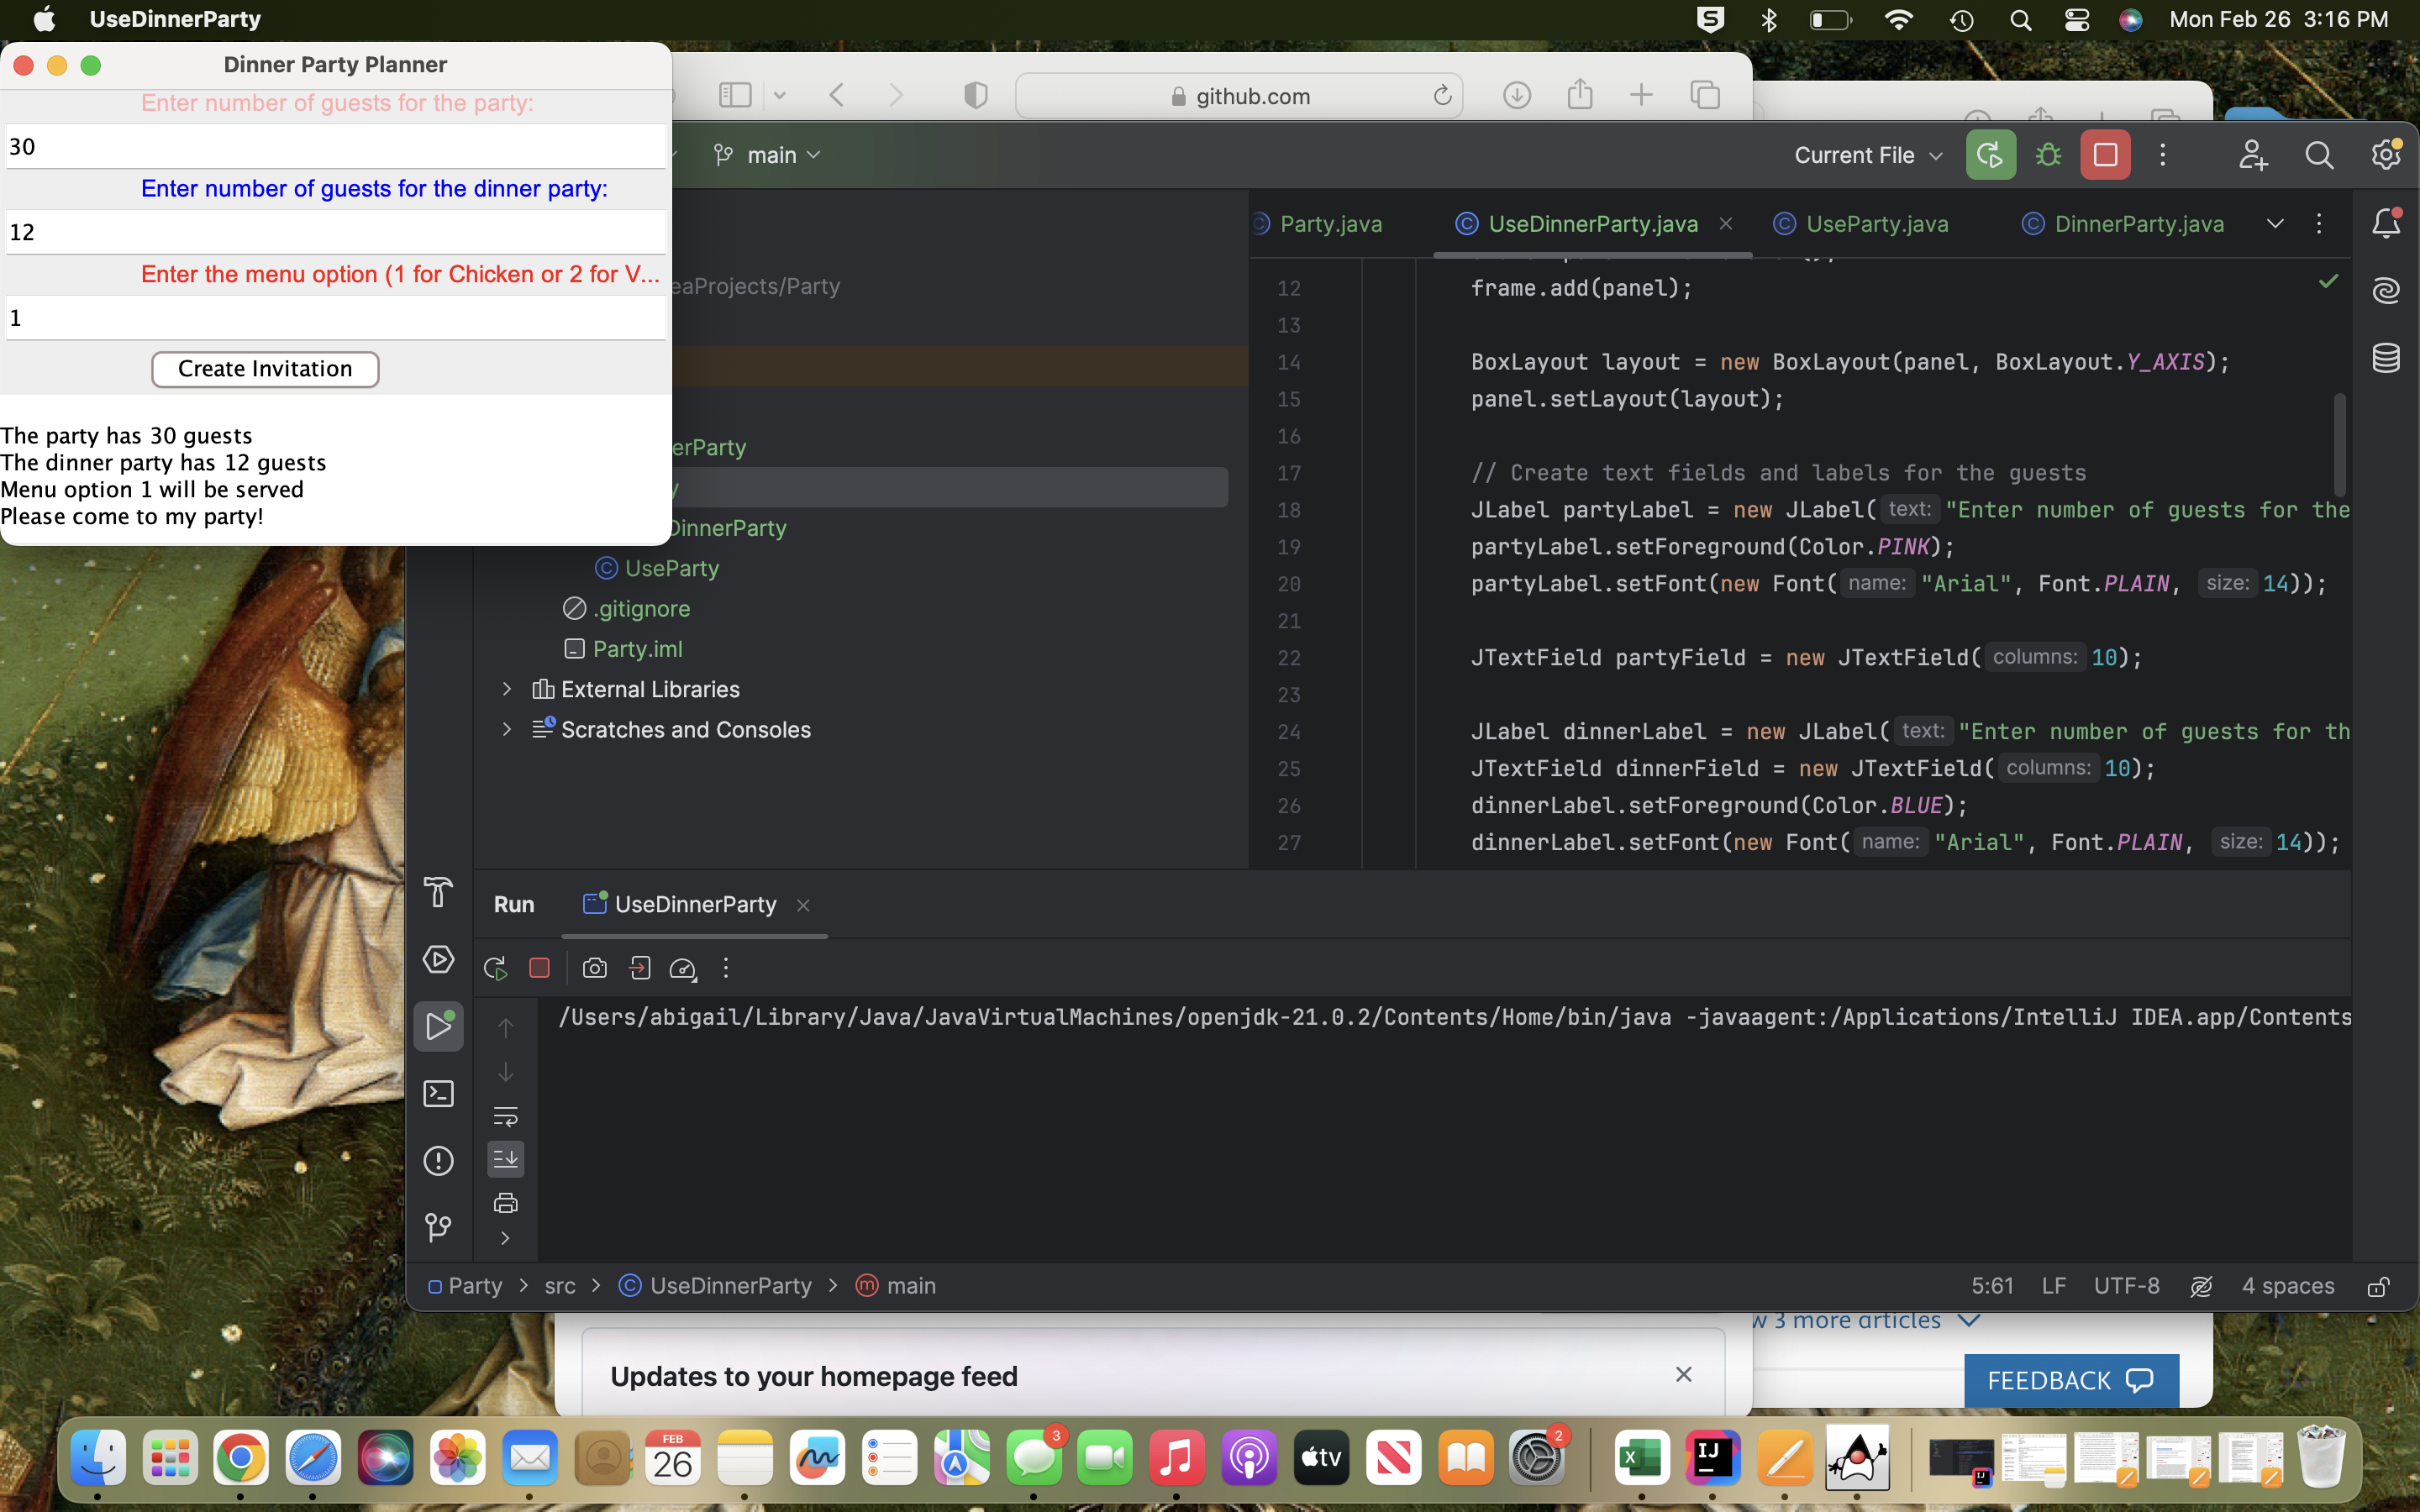 UseDinnerParty
Mon Feb 26 3:16 PM
Dinner Party Planner
Enter number of guests for the party:
30
Enter number of guests for the dinner party:
12
Enter the menu option (1 for Chicken or 2 for V...
1
Create Invitation
The party has 30 guests
The dinner party has 12 guests
Menu option 1 will be served
Please come to my party!
github.com
main
Current File
eaProjects/Party
erParty
y
DinnerParty
UseParty
.gitignore
Party.iml
External Libraries
Scratches and Consoles
Party.java
UseDinnerParty.java
UseParty.java
DinnerParty.java
12 frame.add(panel);
13
14 BoxLayout layout = new BoxLayout(panel, BoxLayout.Y_AXIS);
15 panel.setLayout(layout);
16
17 // Create text fields and labels for the guests
18 JLabel partyLabel = new JLabel( text: "Enter number of guests for the
19 partyLabel.setForeground(Color.PINK);
20 partyLabel.setFont(new Font( name: "Arial", Font.PLAIN, size: 14));
21
22 JTextField partyField = new JTextField( columns: 10);
23
24 JLabel dinnerLabel = new JLabel( text: "Enter number of guests for th
25 JTextField dinnerField = new JTextField( columns: 10);
26 dinnerLabel.setForeground(Color.BLUE);
27 dinnerLabel.setFont(new Font( name: "Arial", Font.PLAIN, size: 14));
Run
UseDinnerParty
/Users/abigail/Library/Java/JavaVirtualMachines/openjdk-21.0.2/Contents/Home/bin/java -javaagent:/Applications/IntelliJ IDEA.app/Contents
Party > src > UseDinnerParty > main
5:61 LF UTF-8 4 spaces
w 3 more articles
Updates to your homepage feed
FEEDBACK
FEB
26
3
tv
2
IJ